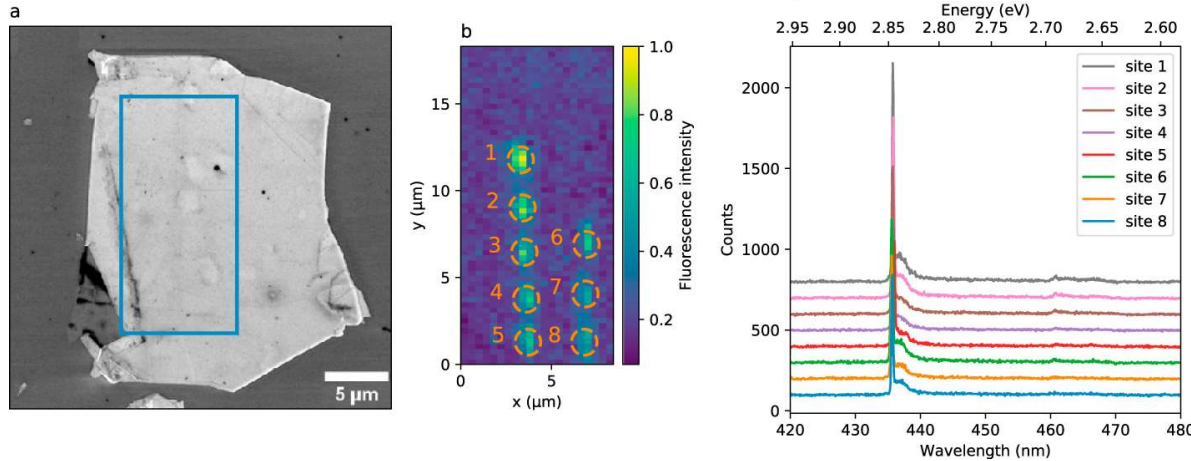 a
5 µm
b
y (µm)
15
10
5
0
0
5
x (µm)
1
2
3
4
5
6
7
8
1.0
0.8
0.6
0.4
0.2
Fluorescence intensity
Energy (eV)
2.95
2.90
2.85
2.80
2.75
2.70
2.65
2.60
Counts
2000
1500
1000
500
0
site 1
site 2
site 3
site 4
site 5
site 6
site 7
site 8
420
430
440
450
460
470
480
Wavelength (nm)